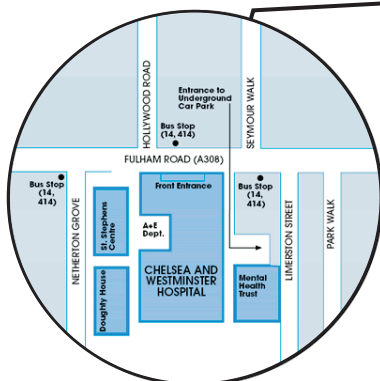 HOLLYWOOD ROAD
SEYMOUR WALK
Entrance to
Underground
Car Park
Bus Stop
(14, 414)
FULHAM ROAD (A308)
Bus Stop
(14,
414)
Front Entrance
Bus Stop
(14,
414)
NETHERTON GROVE
St. Stephens
Centre
A+E
Dept.
LIMERSTON STREET
PARK WALK
Doughty House
CHELSEA AND
WESTMINSTER
HOSPITAL
Mental
Health
Trust